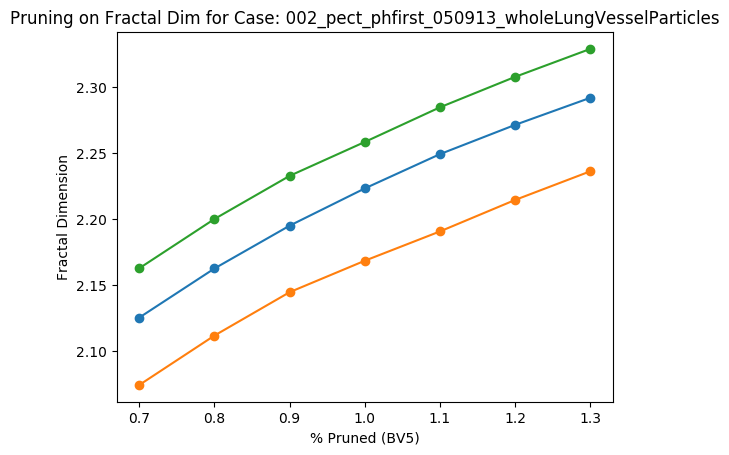 Pruning on Fractal Dim for Case: 002_pect_phfirst_050913_wholeLungVesselParticles
Fractal Dimension
2.30
2.25
2.20
2.15
2.10
0.7 0.8 0.9 1.0 1.1 1.2 1.3
% Pruned (BV5)